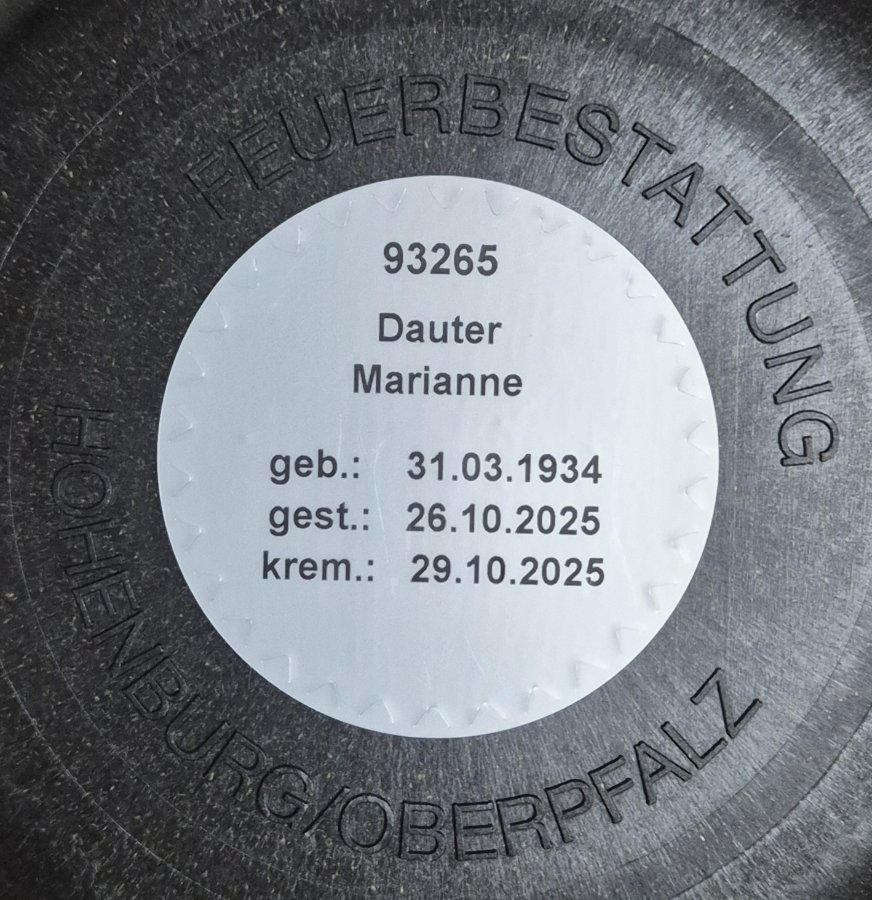 FEUERBESTATTUNG
93265
Dauter
Marianne
geb.: 31.03.1934
gest.: 26.10.2025
krem.: 29.10.2025
HOHENBURG/OBERPFALZ